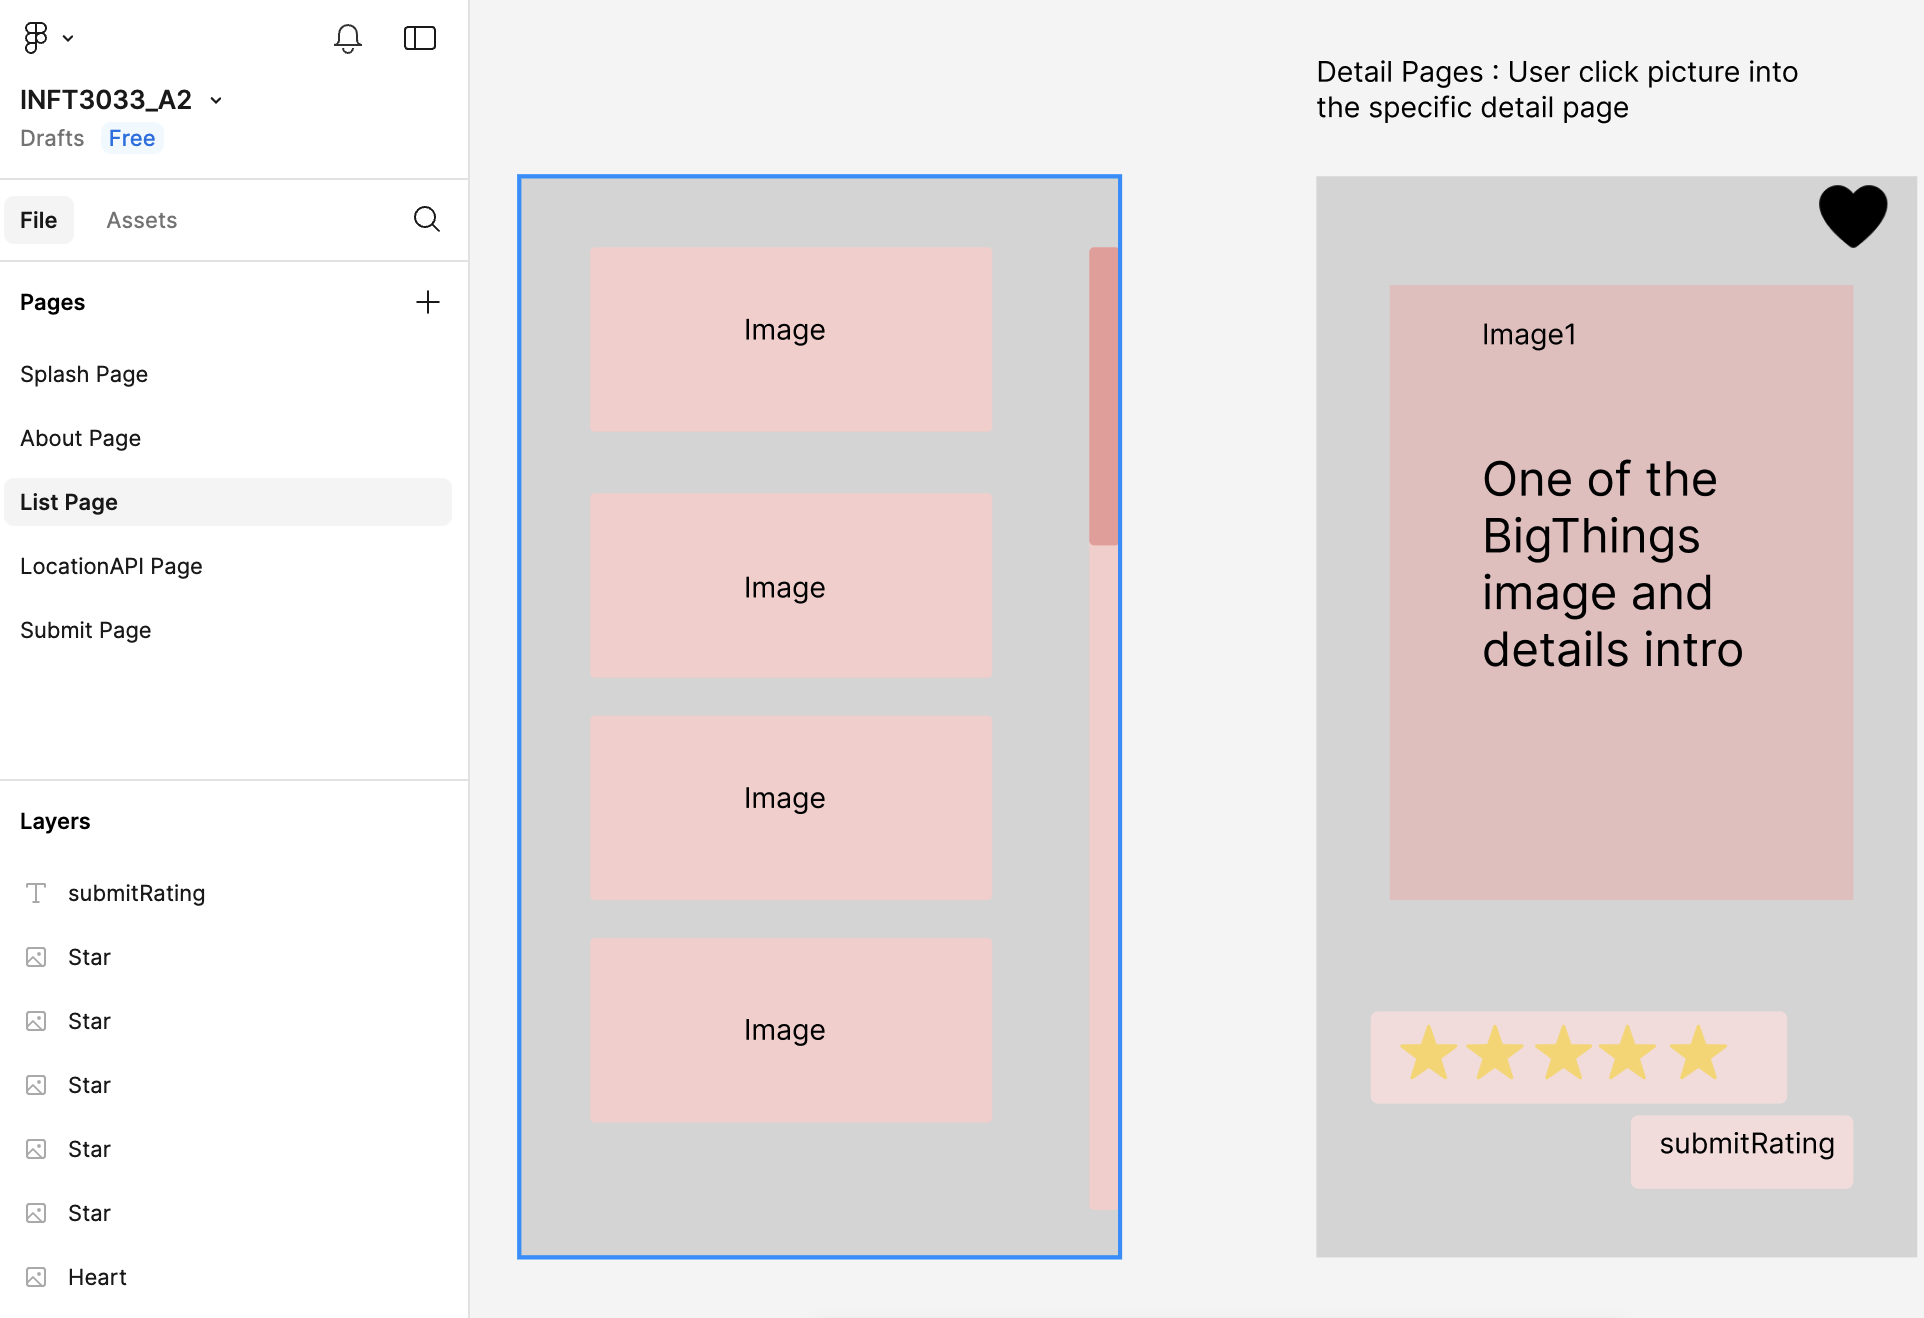 INFT3033_A2
Drafts Free
File Assets
Pages
Splash Page
About Page
List Page
LocationAPI Page
Submit Page
Layers
submitRating
Star
Star
Star
Star
Star
Heart
Image
Image
Image
Image
Detail Pages : User click picture into
the specific detail page
Image1
One of the
BigThings
image and
details intro
submitRating